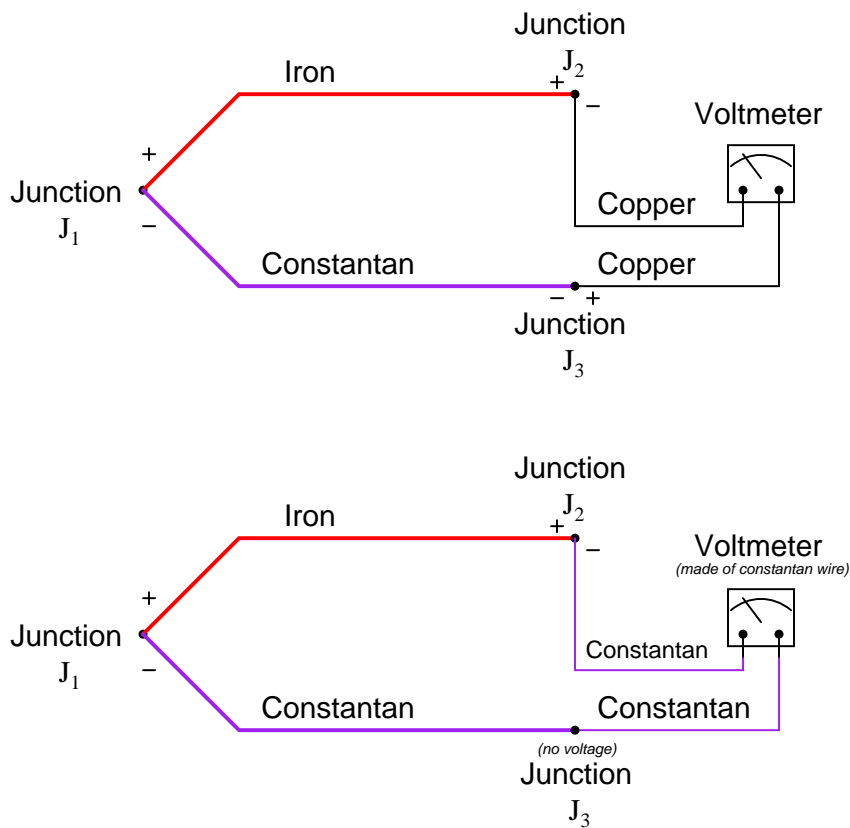 Junction
J2
Iron
+
−
Voltmeter
+
Junction
J1
−
Copper
Constantan
Copper
− +
Junction
J3
Junction
J2
Iron
+
−
Voltmeter
(made of constantan wire)
+
Junction
J1
−
Constantan
Constantan
Constantan
(no voltage)
Junction
J3